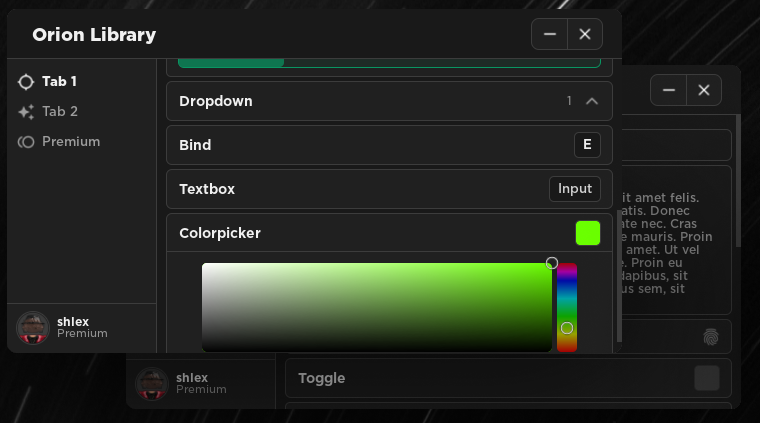 Orion Library
Tab 1
Tab 2
Premium
Dropdown
1
Bind
E
Textbox
Input
Colorpicker
shlex
Premium
it amet felis.
atis. Donec
ate nec. Cras
e mauris. Proin
amet. Ut vel
e. Proin eu
dapibus, sit
us sem, sit
shlex
Premium
Toggle